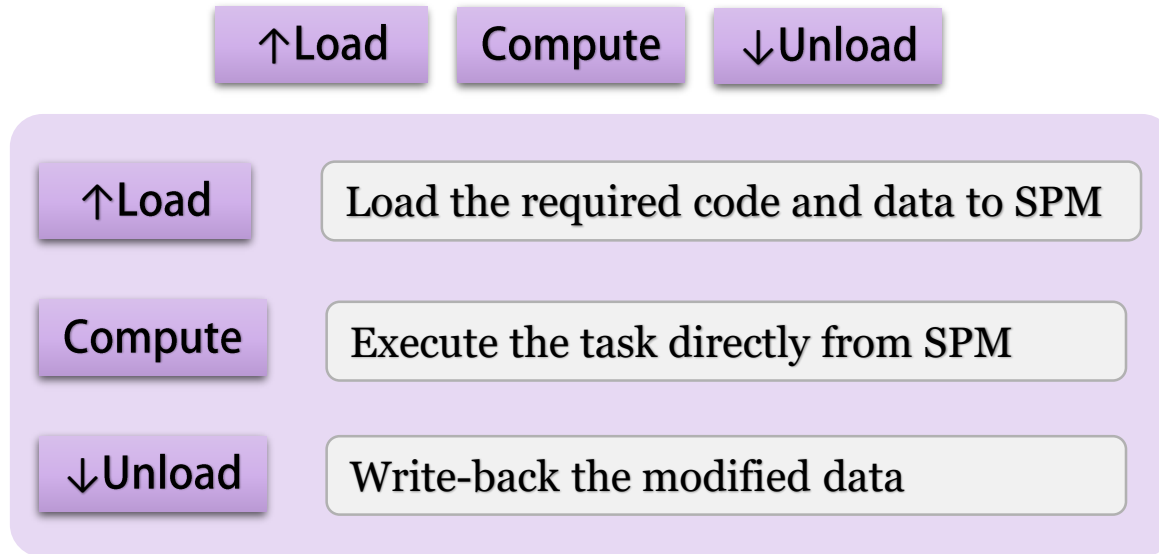 ↑Load
Compute
↓Unload
↑Load
Load the required code and data to SPM
Compute
Execute the task directly from SPM
↓Unload
Write-back the modified data